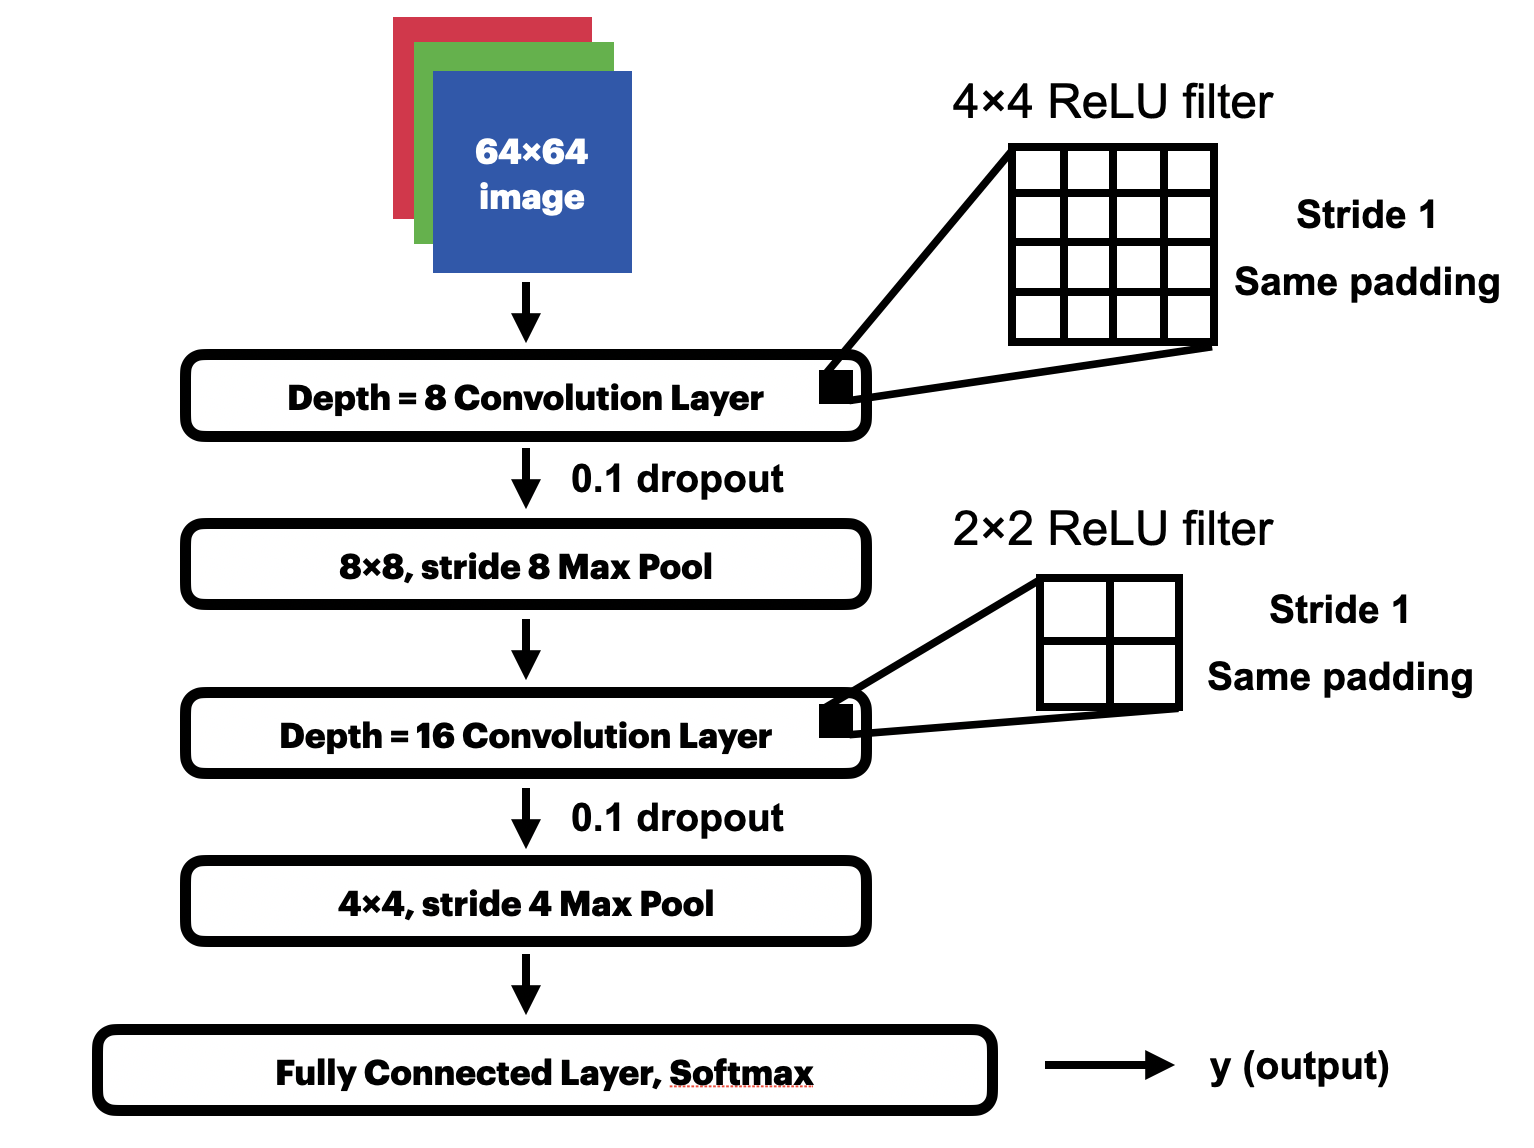 64×64
image
4×4 ReLU filter
Stride 1
Same padding
Depth = 8 Convolution Layer
0.1 dropout
8×8, stride 8 Max Pool
2×2 ReLU filter
Stride 1
Same padding
Depth = 16 Convolution Layer
0.1 dropout
4×4, stride 4 Max Pool
Fully Connected Layer, Softmax
y (output)